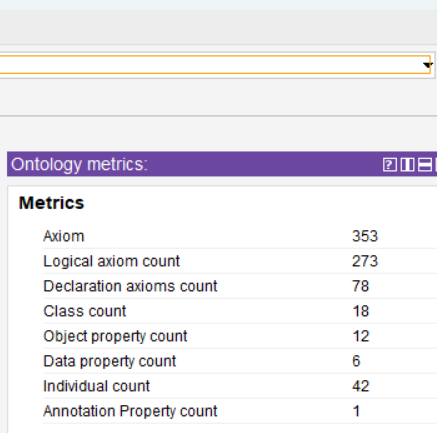 Ontology metrics:
Metrics
Axiom 353
Logical axiom count 273
Declaration axioms count 78
Class count 18
Object property count 12
Data property count 6
Individual count 42
Annotation Property count 1